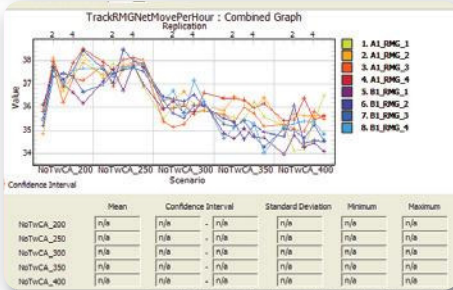 TrackRMGNetMovePerHour : Combined Graph
Replication
2 4 2 4 2 4 2 4 2 4
38
37
36
35
34
Value
NoTwCA_200 NoTwCA_250 NoTwCA_300 NoTwCA_350 NoTwCA_400
Scenario
1. A1_RMG_1
2. A1_RMG_2
3. A1_RMG_3
4. A1_RMG_4
5. B1_RMG_1
6. B1_RMG_2
7. B1_RMG_3
8. B1_RMG_4
Confidence Interval
Mean Confidence Interval Standard Deviation Minimum Maximum
NoTwCA_200 n/a n/a - n/a n/a n/a n/a
NoTwCA_250 n/a n/a - n/a n/a n/a n/a
NoTwCA_300 n/a n/a - n/a n/a n/a n/a
NoTwCA_350 n/a n/a - n/a n/a n/a n/a
NoTwCA_400 n/a n/a - n/a n/a n/a n/a